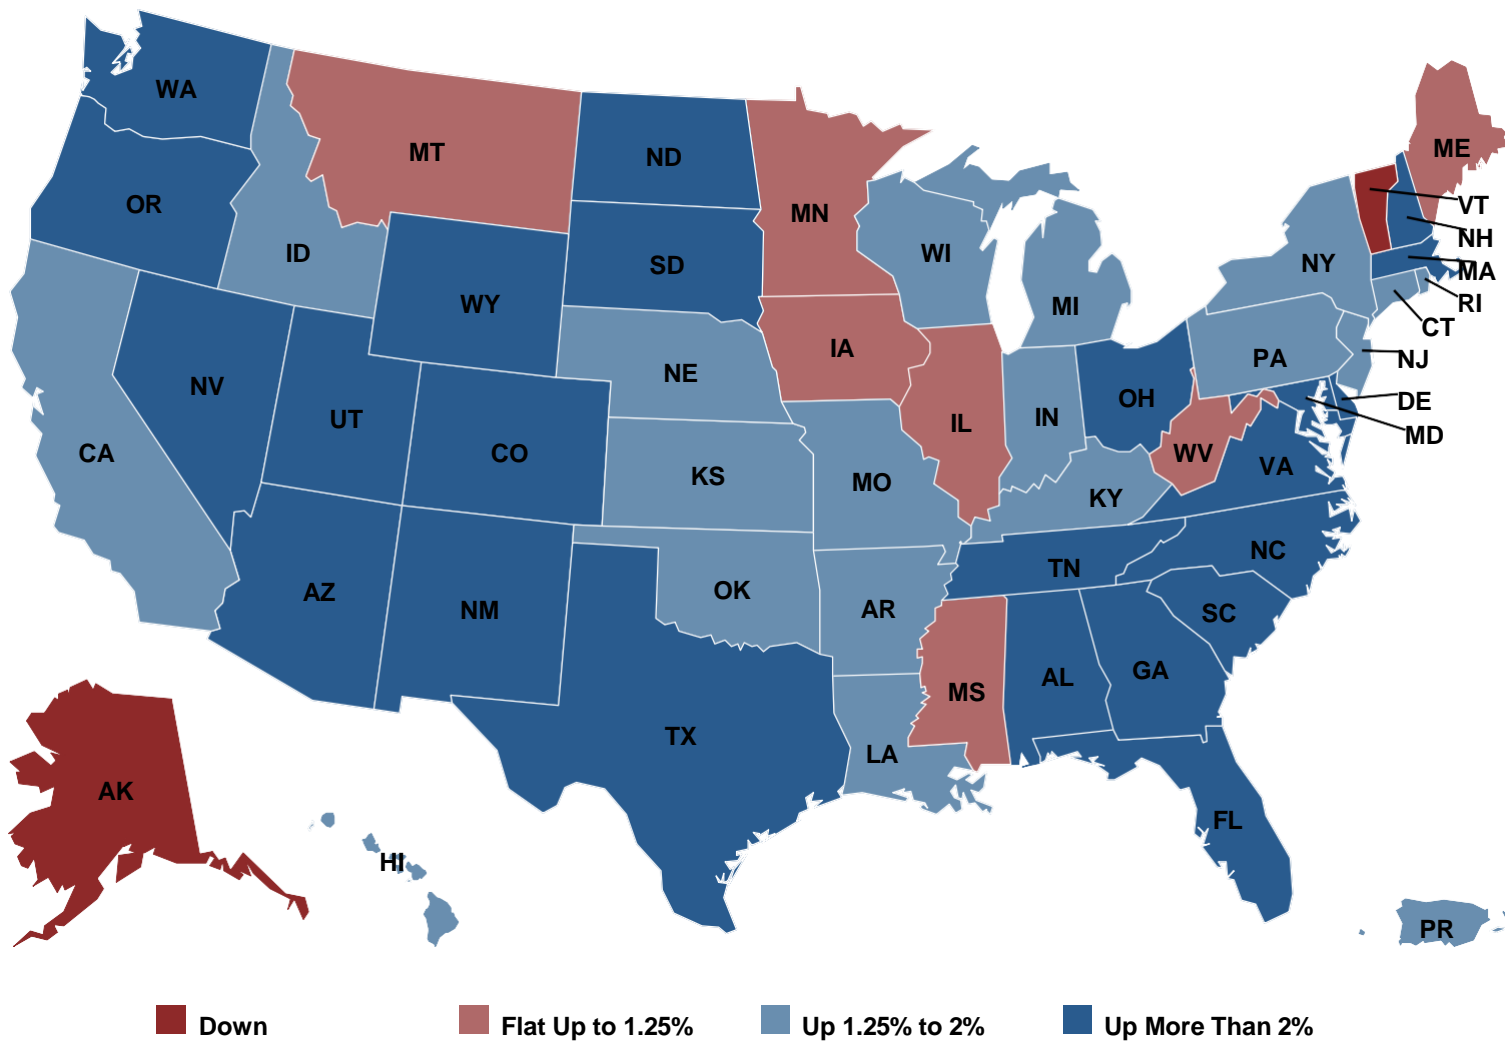 WA
MT
ND
ME
MN
OR
VT
NH
WI
ID
NY
SD
MA
RI
WY
MI
CT
IA
PA
NJ
NE
NV
OH
DE
UT
IN
IL
MD
CA
CO
WV
VA
KS
MO
KY
NC
TN
AZ
OK
NM
AR
SC
GA
AL
MS
TX
LA
AK
FL
HI
PR
Down
Flat Up to 1.25%
Up 1.25% to 2%
Up More Than 2%